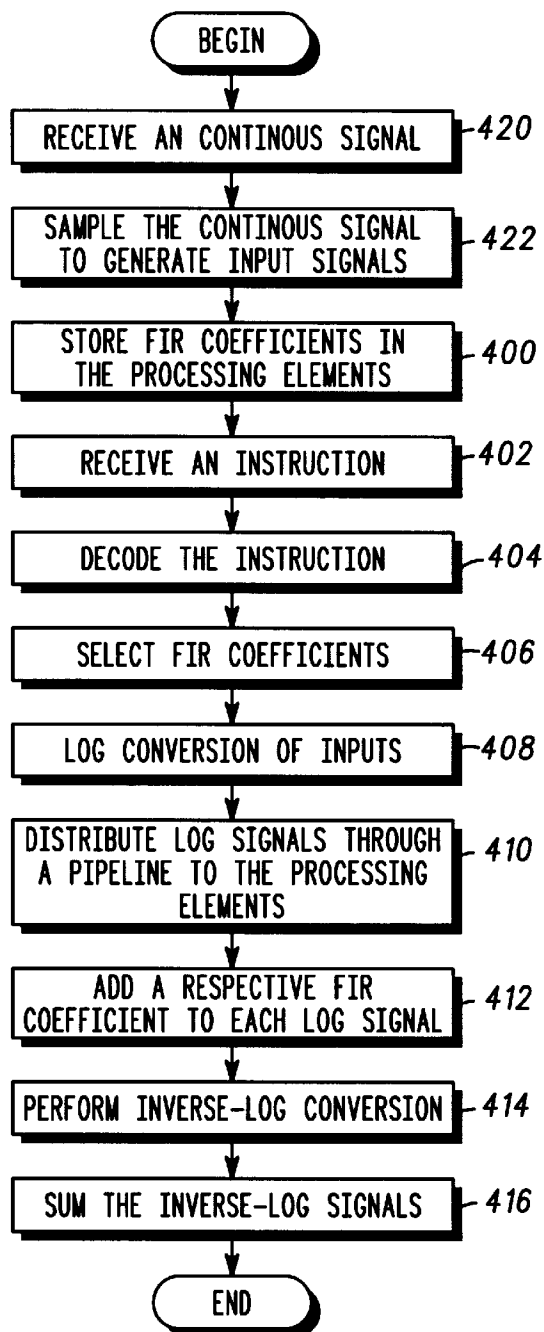 BEGIN
RECEIVE AN CONTINOUS SIGNAL
420
SAMPLE THE CONTINOUS SIGNAL
TO GENERATE INPUT SIGNALS
422
STORE FIR COEFFICIENTS IN
THE PROCESSING ELEMENTS
400
RECEIVE AN INSTRUCTION
402
DECODE THE INSTRUCTION
404
SELECT FIR COEFFICIENTS
406
LOG CONVERSION OF INPUTS
408
DISTRIBUTE LOG SIGNALS THROUGH
A PIPELINE TO THE PROCESSING
ELEMENTS
410
ADD A RESPECTIVE FIR
COEFFICIENT TO EACH LOG SIGNAL
412
PERFORM INVERSE-LOG CONVERSION
414
SUM THE INVERSE-LOG SIGNALS
416
END